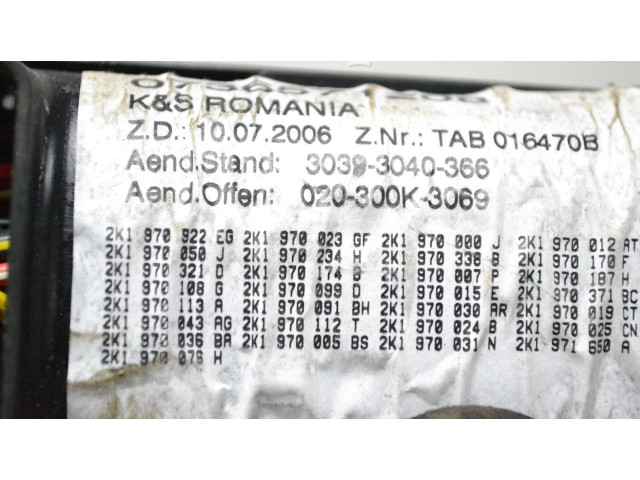 K&S ROMANIA
Z.D.: 10.07.2006 Z.Nr.: TAB 016470B
Aend.Stand: 3039-3040-366
Aend.Offen: 020-300K-3069
2K1 970 922 EG 2K1 970 023 GF 2K1 970 000 J 2K1 970 012 AT
2K1 970 050 J 2K1 970 234 H 2K1 970 336 B 2K1 970 170 F
2K1 970 321 D 2K1 970 174 2K1 970 007 P 2K1 970 187 H
2K1 970 108 G 2K1 970 099 D 2K1 970 015 E 2K1 970 371 BC
2K1 970 113 A 2K1 970 091 BH 2K1 970 030 AR 2K1 970 019 CT
2K1 970 043 AG 2K1 970 112 T 2K1 970 024 B 2K1 970 025 CN
2K1 970 036 BA 2K1 970 005 BS 2K1 970 031 N 2K1 971 650 A
2K1 970 076 H